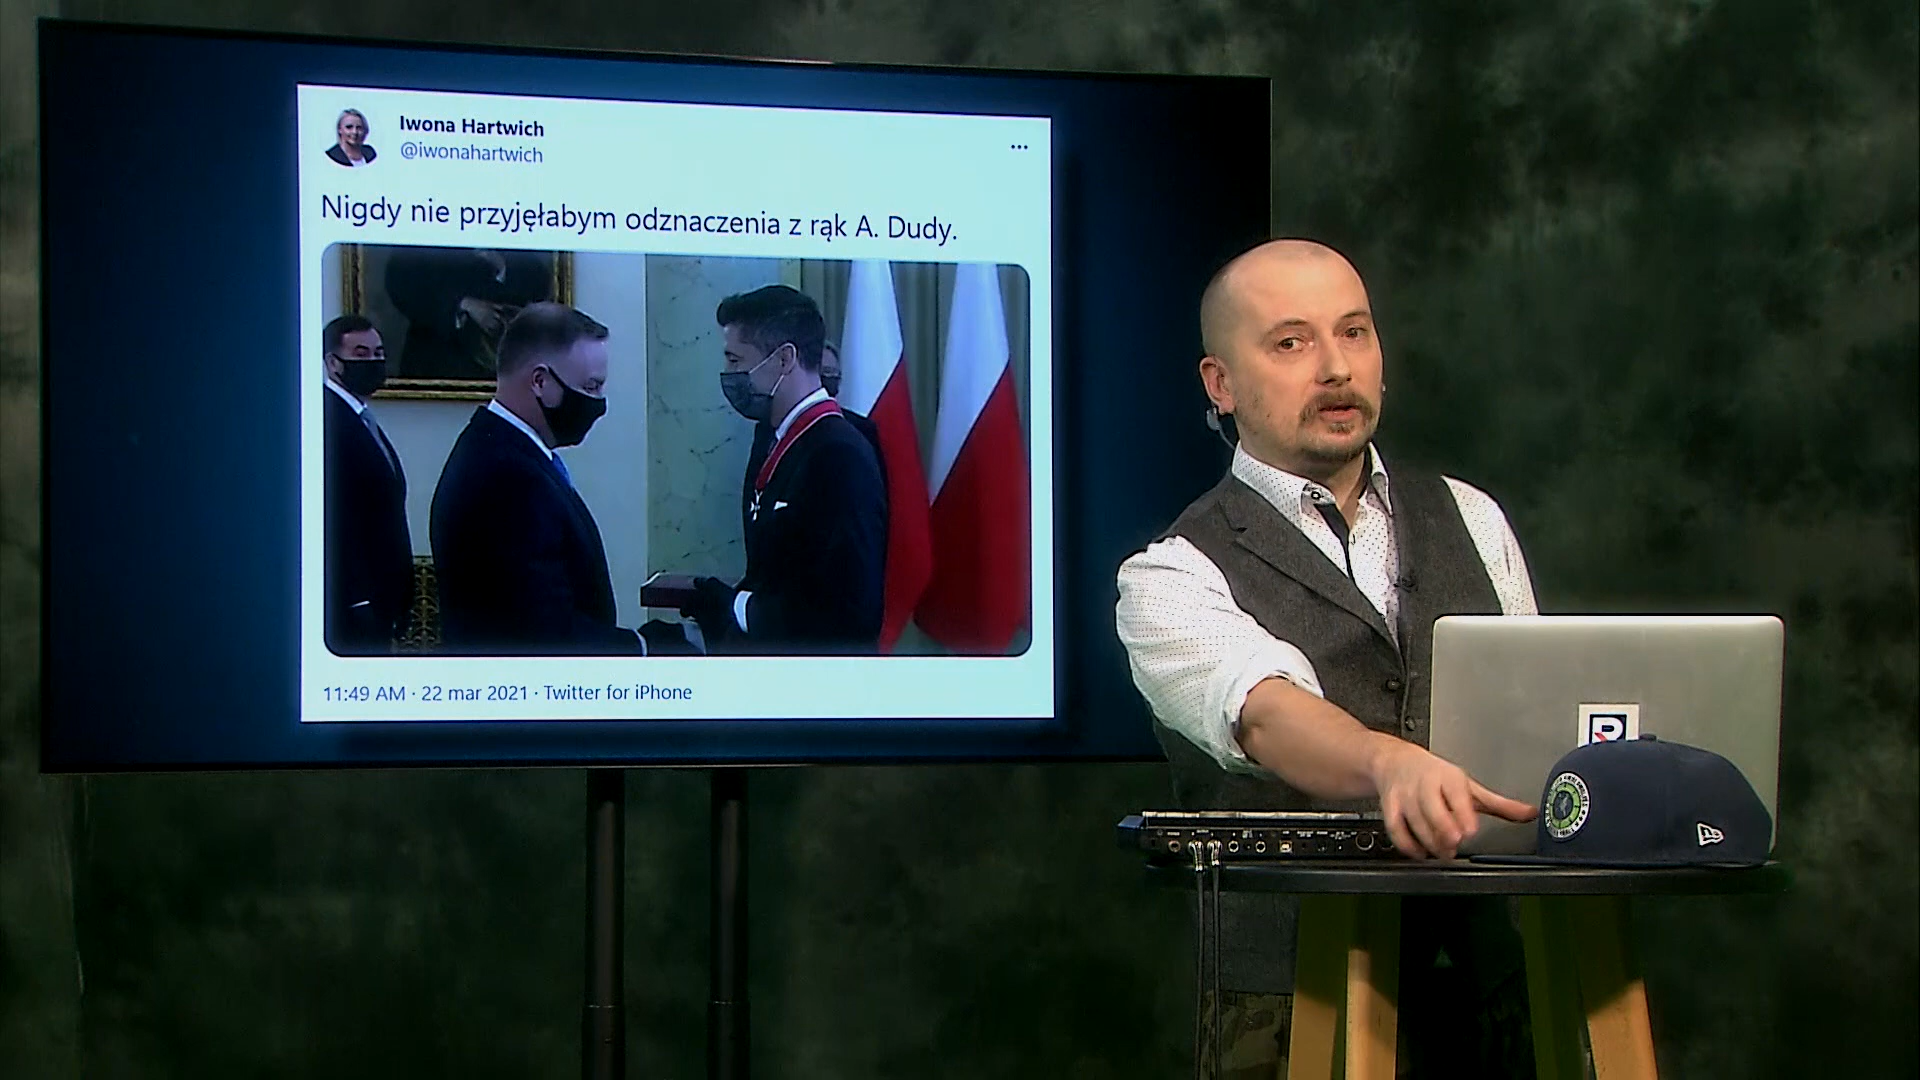 Iwona Hartwich
@iwonahartwich
Nigdy nie przyjęłabym odznaczenia z rąk A. Dudy.
11:49 AM · 22 mar 2021 · Twitter for iPhone